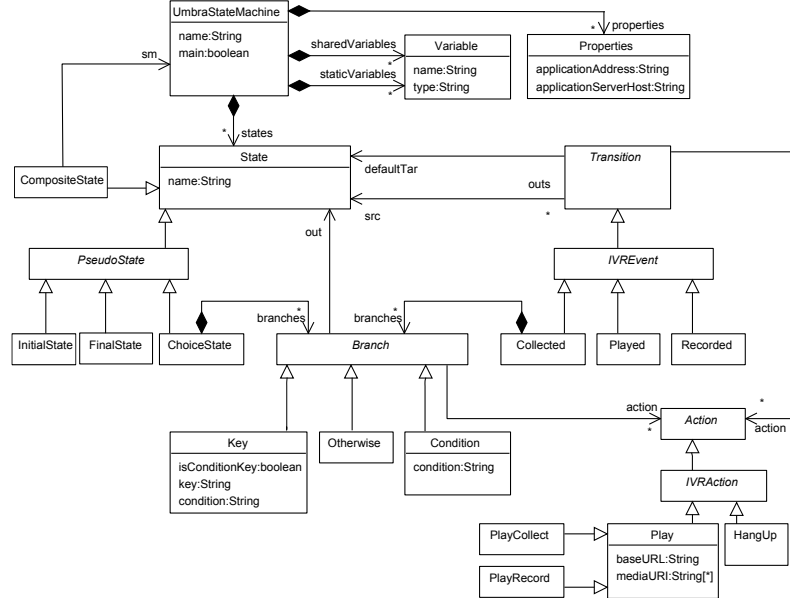 UmbraStateMachine
name:String
main:boolean
*
properties
sharedVariables
*
staticVariables
*
Variable
name:String
type:String
Properties
applicationAddress:String
applicationServerHost:String
sm
*
states
State
name:String
CompositeState
defaultTar
Transition
outs
*
src
out
PseudoState
IVREvent
InitialState
FinalState
ChoiceState
*
branches
*
branches
Branch
Collected
Played
Recorded
Key
isConditionKey:boolean
key:String
condition:String
Otherwise
Condition
condition:String
action
*
Action
*
action
IVRAction
PlayCollect
PlayRecord
Play
baseURL:String
mediaURI:String[*]
HangUp